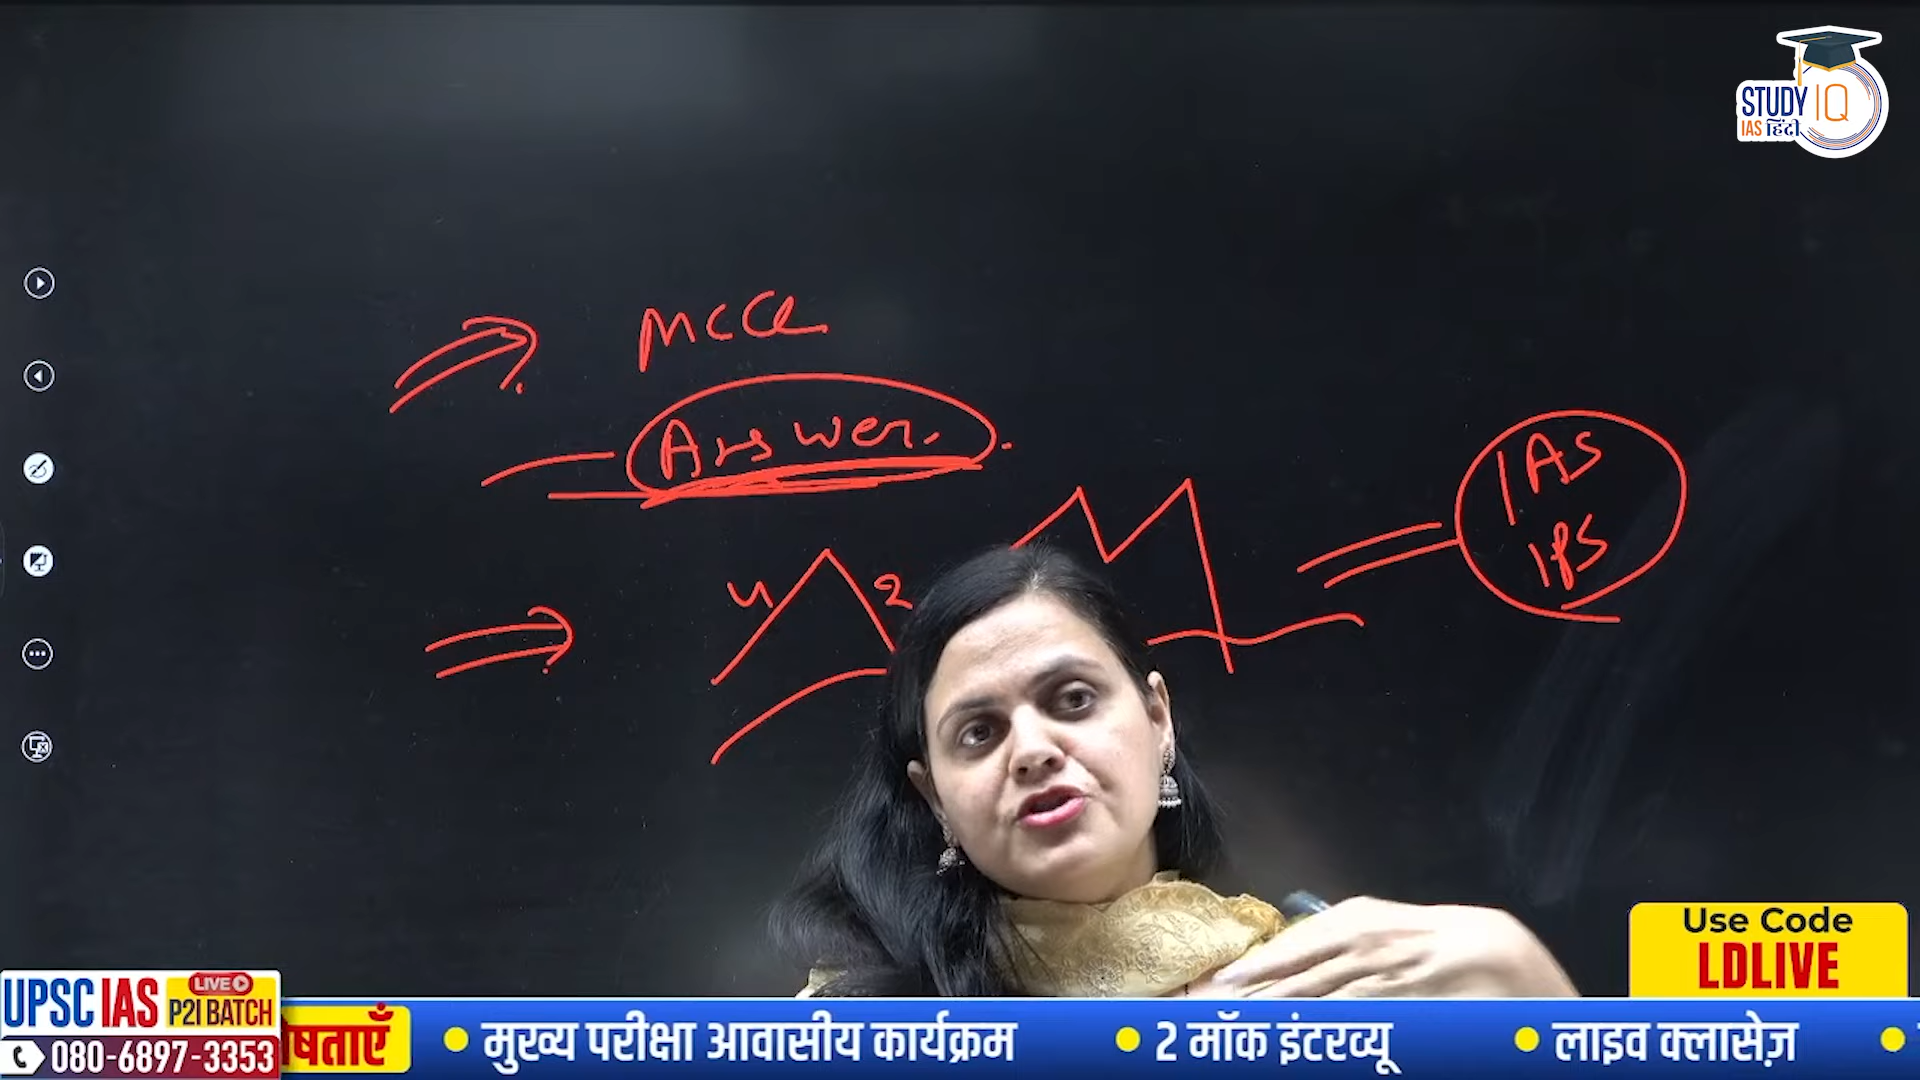 STUDY IQ
IAS हिंदी
MCQ
Answer.
IAS
IPS
4
2
Use Code
LDLIVE
UPSC IAS
LIVE
P2I BATCH
080-6897-3353
षताएँ
मुख्य परीक्षा आवासीय कार्यक्रम
2 मॉक इंटरव्यू
लाइव क्लासेज़